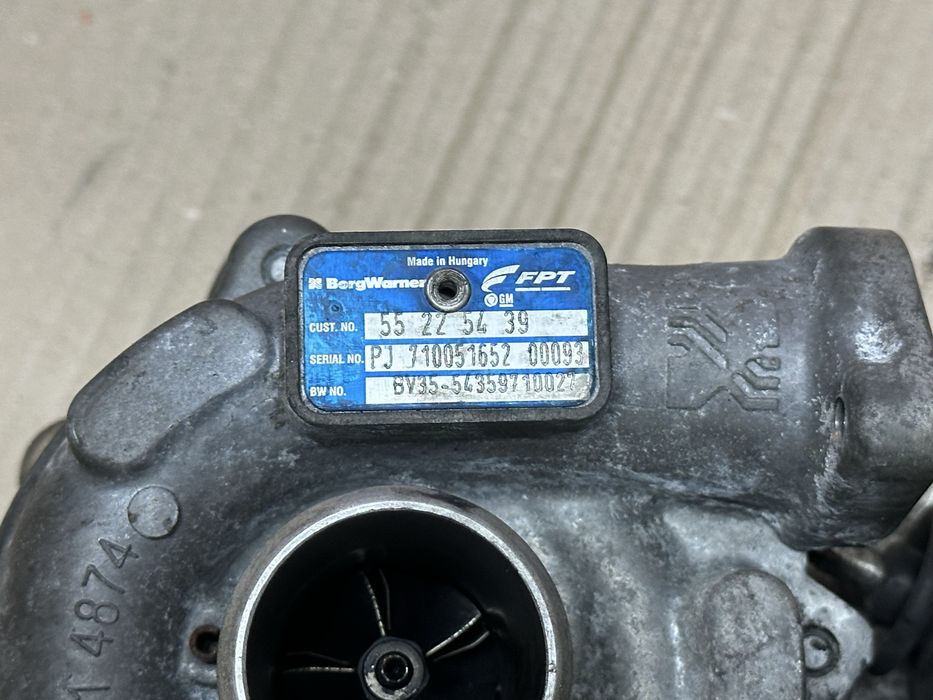 Made in Hungary
BorgWarner
FPT
GM
CUST. NO. 55 22 54 39
SERIAL NO. PJ 710051652 00093
BW NO. BV35-54359710027
1 48744